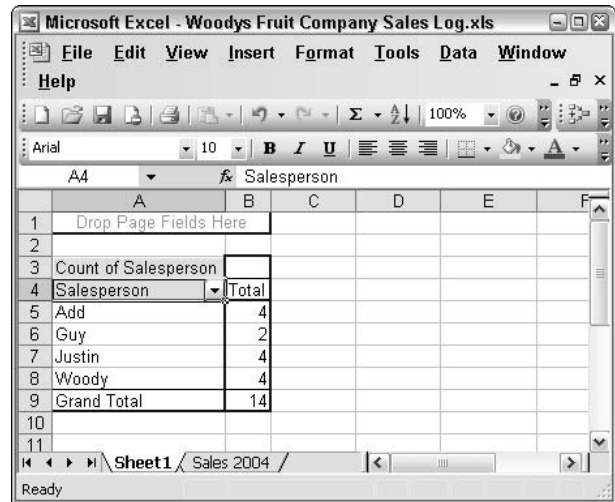 Microsoft Excel - Woodys Fruit Company Sales Log.xls
File Edit View Insert Format Tools Data Window
Help
Σ 100%
Arial 10 B I U A
A4 fx Salesperson
A B C D E F
1 Drop Page Fields Here
2
3 Count of Salesperson
4 Salesperson Total
5 Add 4
6 Guy 2
7 Justin 4
8 Woody 4
9 Grand Total 14
10
11
Sheet1 / Sales 2004 /
Ready